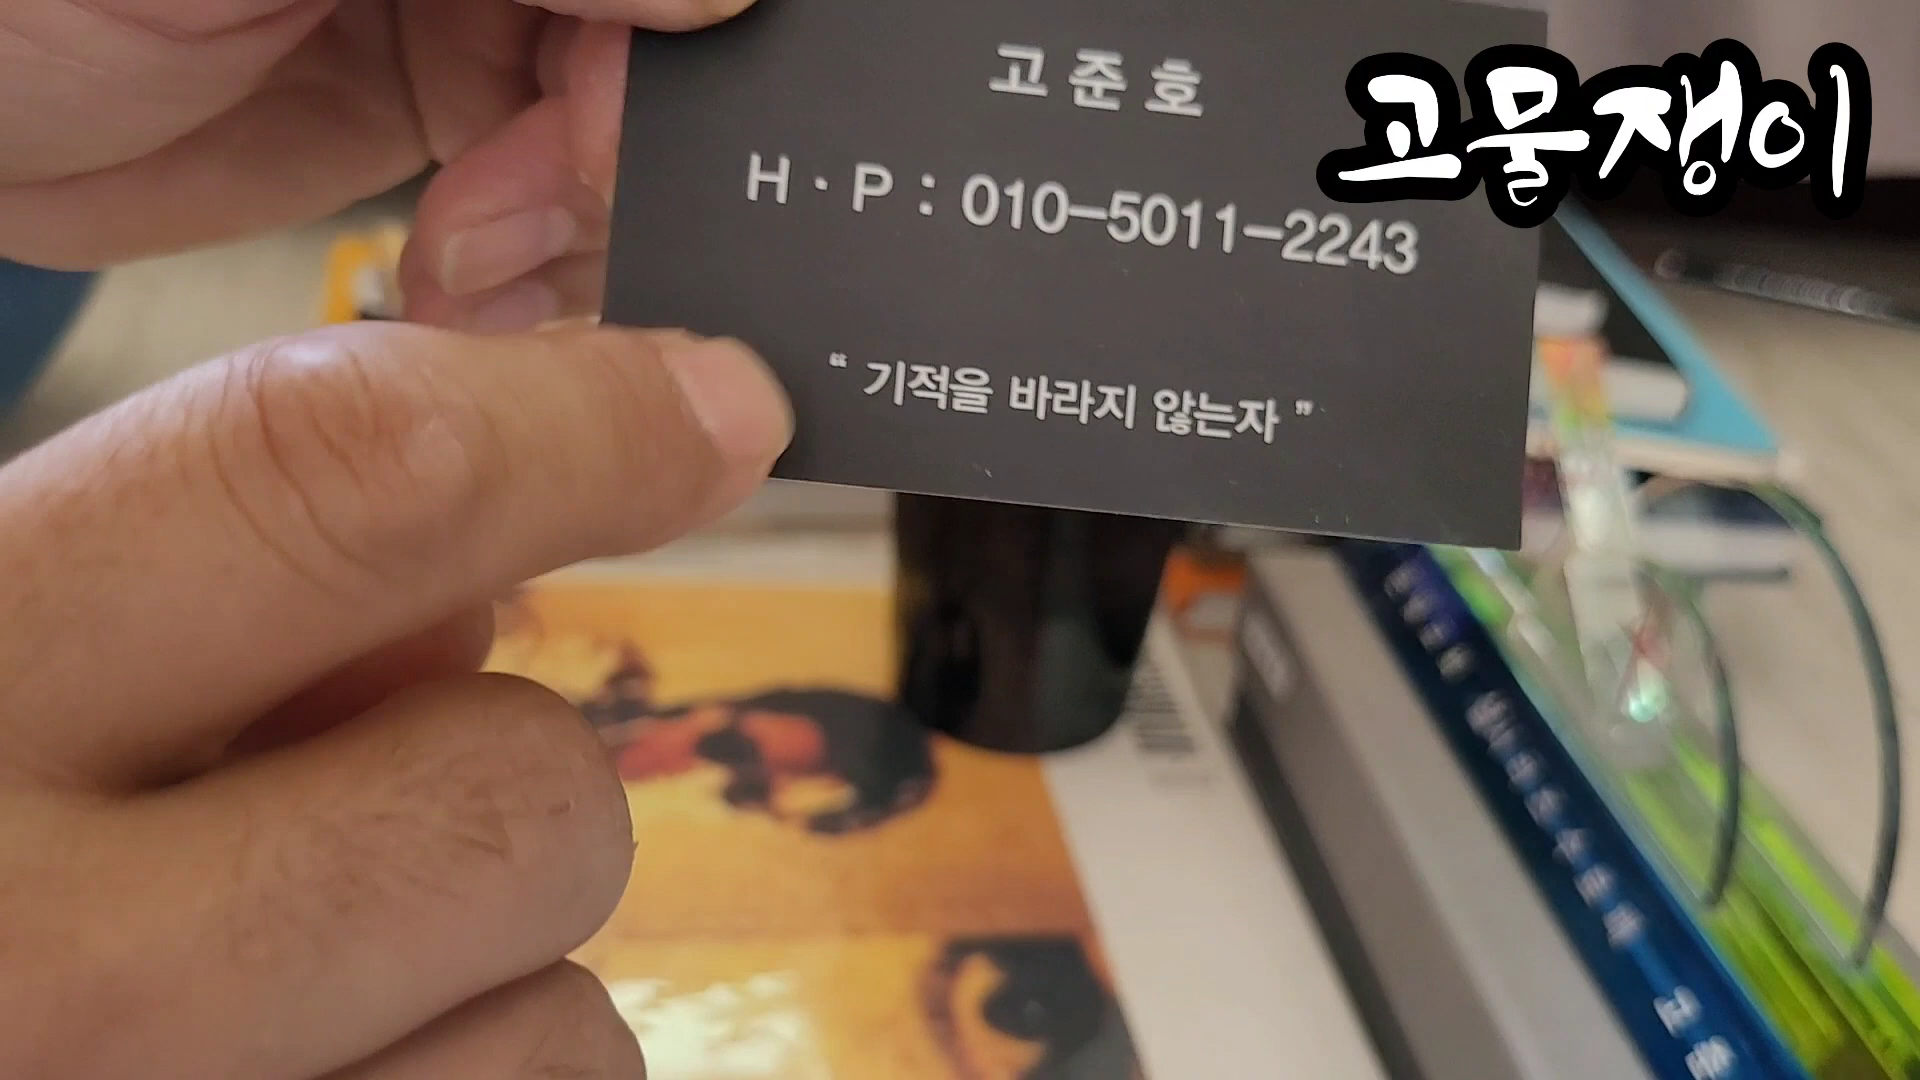 고물쟁이
고준호
H · P : 010-5011-2243
“ 기적을 바라지 않는자 ”